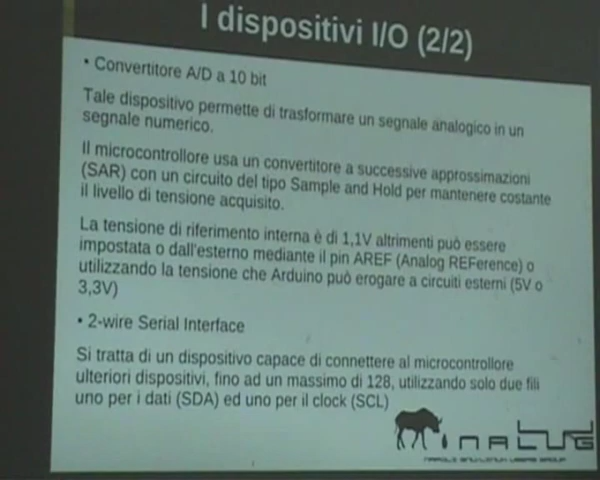 I dispositivi I/O (2/2)
• Convertitore A/D a 10 bit
Tale dispositivo permette di trasformare un segnale analogico in un
segnale numerico.
Il microcontrollore usa un convertitore a successive approssimazioni
(SAR) con un circuito del tipo Sample and Hold per mantenere costante
il livello di tensione acquisito.
La tensione di riferimento interna è di 1,1V altrimenti può essere
impostata o dall'esterno mediante il pin AREF (Analog REFerence) o
utilizzando la tensione che Arduino può erogare a circuiti esterni (5V o
3,3V)
• 2-wire Serial Interface
Si tratta di un dispositivo capace di connettere al microcontrollore
ulteriori dispositivi, fino ad un massimo di 128, utilizzando solo due fili
uno per i dati (SDA) ed uno per il clock (SCL)
NALUG
NAPOLI GNU/LINUX USERS GROUP